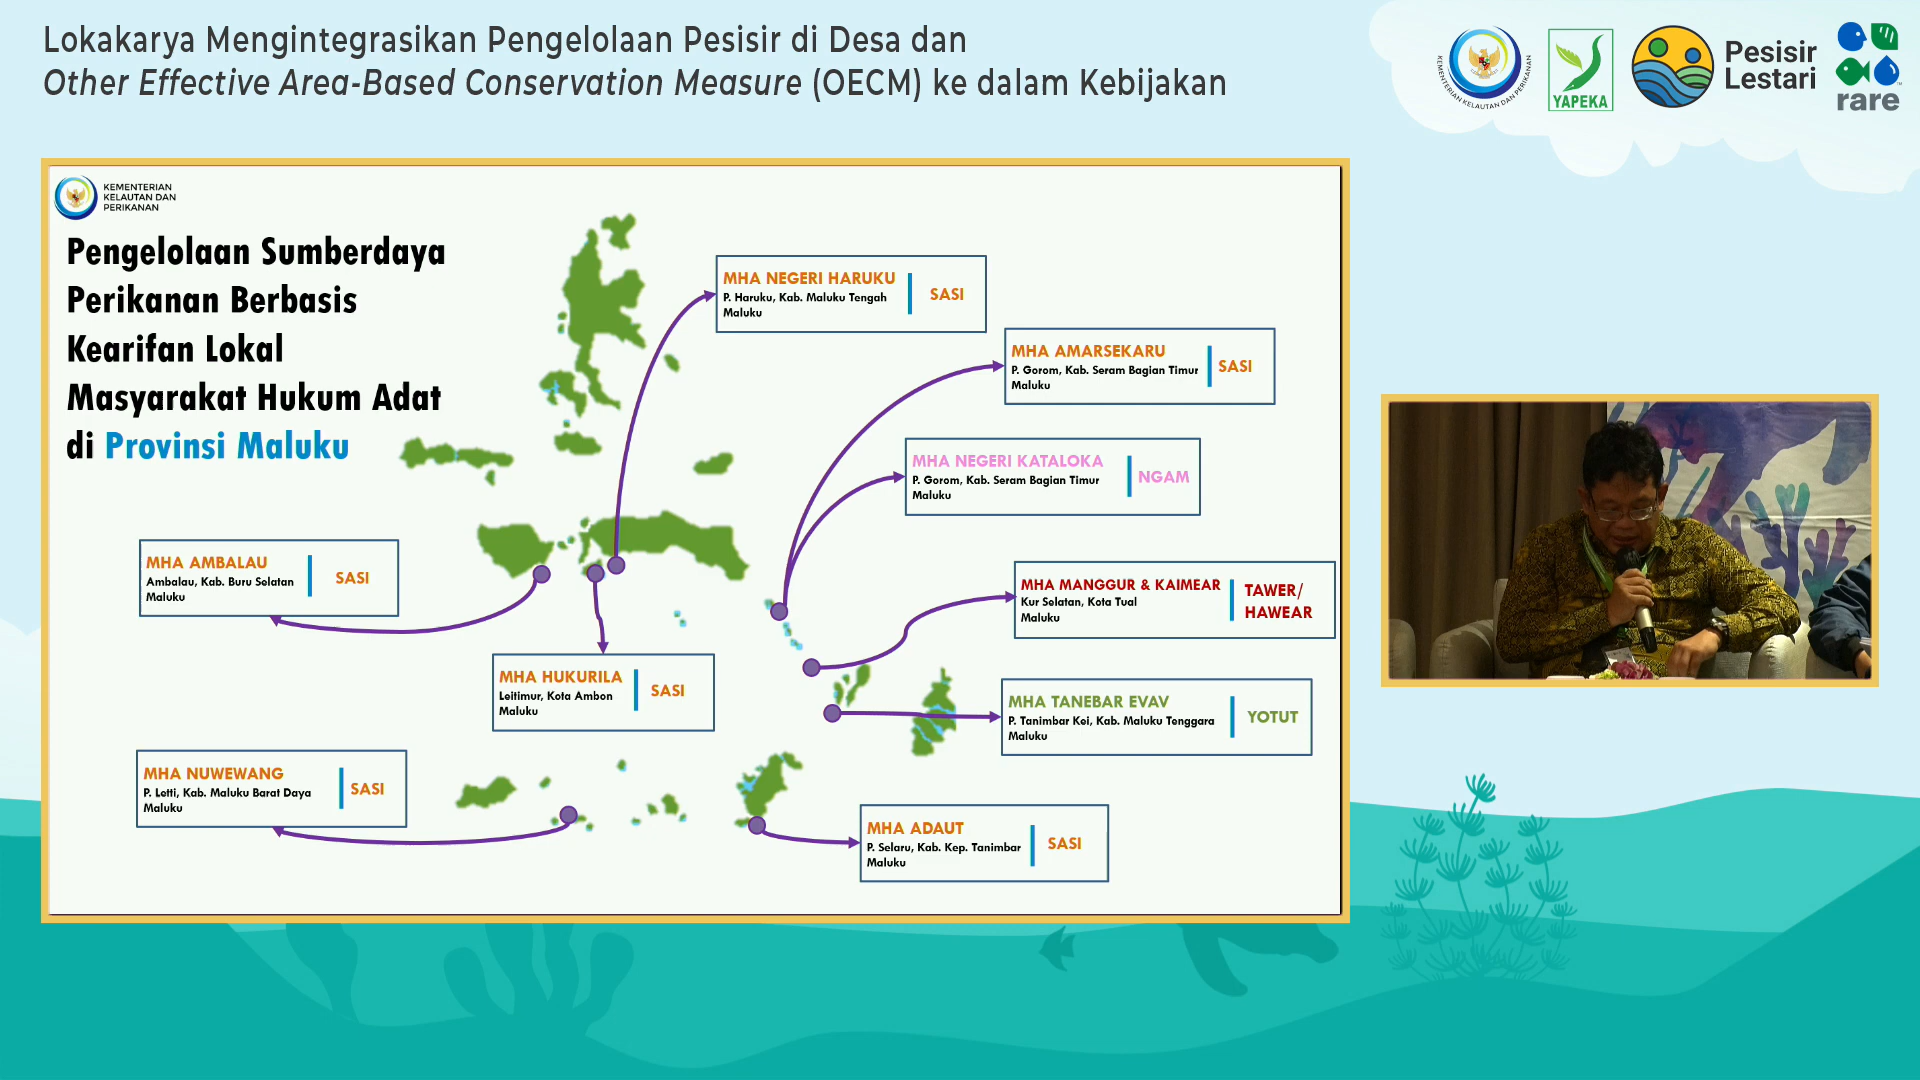 Lokakarya Mengintegrasikan Pengelolaan Pesisir di Desa dan
Other Effective Area-Based Conservation Measure (OECM) ke dalam Kebijakan
KEMENTERIAN KELAUTAN DAN PERIKANAN
YAPEKA
Pesisir
Lestari
rare
KEMENTERIAN
KELAUTAN DAN
PERIKANAN
Pengelolaan Sumberdaya
Perikanan Berbasis
Kearifan Lokal
Masyarakat Hukum Adat
di Provinsi Maluku
MHA NEGERI HARUKU
P. Haruku, Kab. Maluku Tengah
Maluku
SASI
MHA AMARSEKARU
P. Gorom, Kab. Seram Bagian Timur
Maluku
SASI
MHA NEGERI KATALOKA
P. Gorom, Kab. Seram Bagian Timur
Maluku
NGAM
MHA AMBALAU
Ambalau, Kab. Buru Selatan
Maluku
SASI
MHA MANGGUR & KAIMEAR
Kur Selatan, Kota Tual
Maluku
TAWER/
HAWEAR
MHA HUKURILA
Leitimur, Kota Ambon
Maluku
SASI
MHA TANEBAR EVAV
P. Tanimbar Kei, Kab. Maluku Tenggara
Maluku
YOTUT
MHA NUWEWANG
P. Letti, Kab. Maluku Barat Daya
Maluku
SASI
MHA ADAUT
P. Selaru, Kab. Kep. Tanimbar
Maluku
SASI